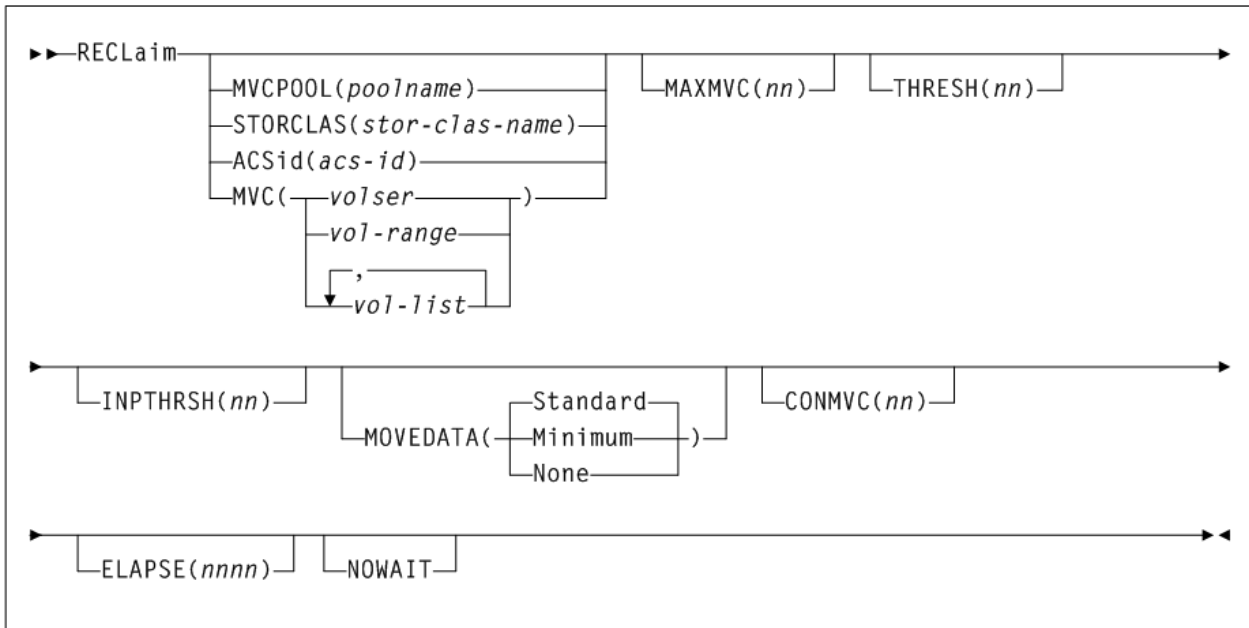 RECLaim
MVCPOOL(poolname) MAXMVC(nn) THRESH(nn)
STORCLAS(stor-clas-name)
ACSid(acs-id)
MVC( volser )
vol-range
,
vol-list
INPTHRSH(nn) Standard CONMVC(nn)
MOVEDATA( Minimum )
None
ELAPSE(nnnn) NOWAIT